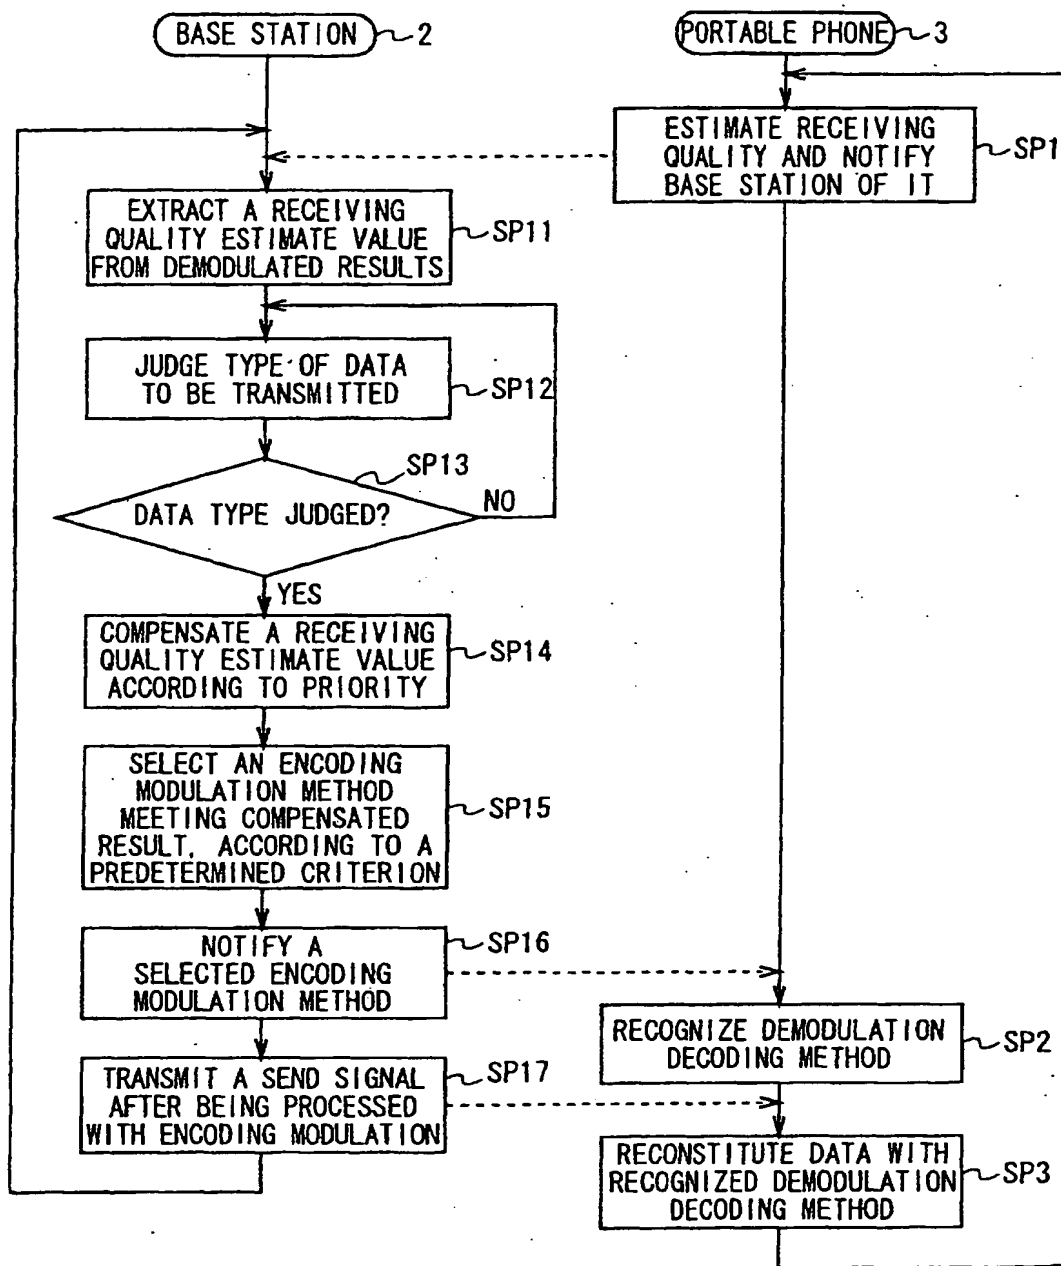 BASE STATION
2
PORTABLE PHONE
3
ESTIMATE RECEIVING
QUALITY AND NOTIFY
BASE STATION OF IT
SP1
EXTRACT A RECEIVING
QUALITY ESTIMATE VALUE
FROM DEMODULATED RESULTS
SP11
JUDGE TYPE OF DATA
TO BE TRANSMITTED
SP12
SP13
DATA TYPE JUDGED?
NO
YES
COMPENSATE A RECEIVING
QUALITY ESTIMATE VALUE
ACCORDING TO PRIORITY
SP14
SELECT AN ENCODING
MODULATION METHOD
MEETING COMPENSATED
RESULT, ACCORDING TO A
PREDETERMINED CRITERION
SP15
NOTIFY A
SELECTED ENCODING
MODULATION METHOD
SP16
RECOGNIZE DEMODULATION
DECODING METHOD
SP2
TRANSMIT A SEND SIGNAL
AFTER BEING PROCESSED
WITH ENCODING MODULATION
SP17
RECONSTITUTE DATA WITH
RECOGNIZED DEMODULATION
DECODING METHOD
SP3